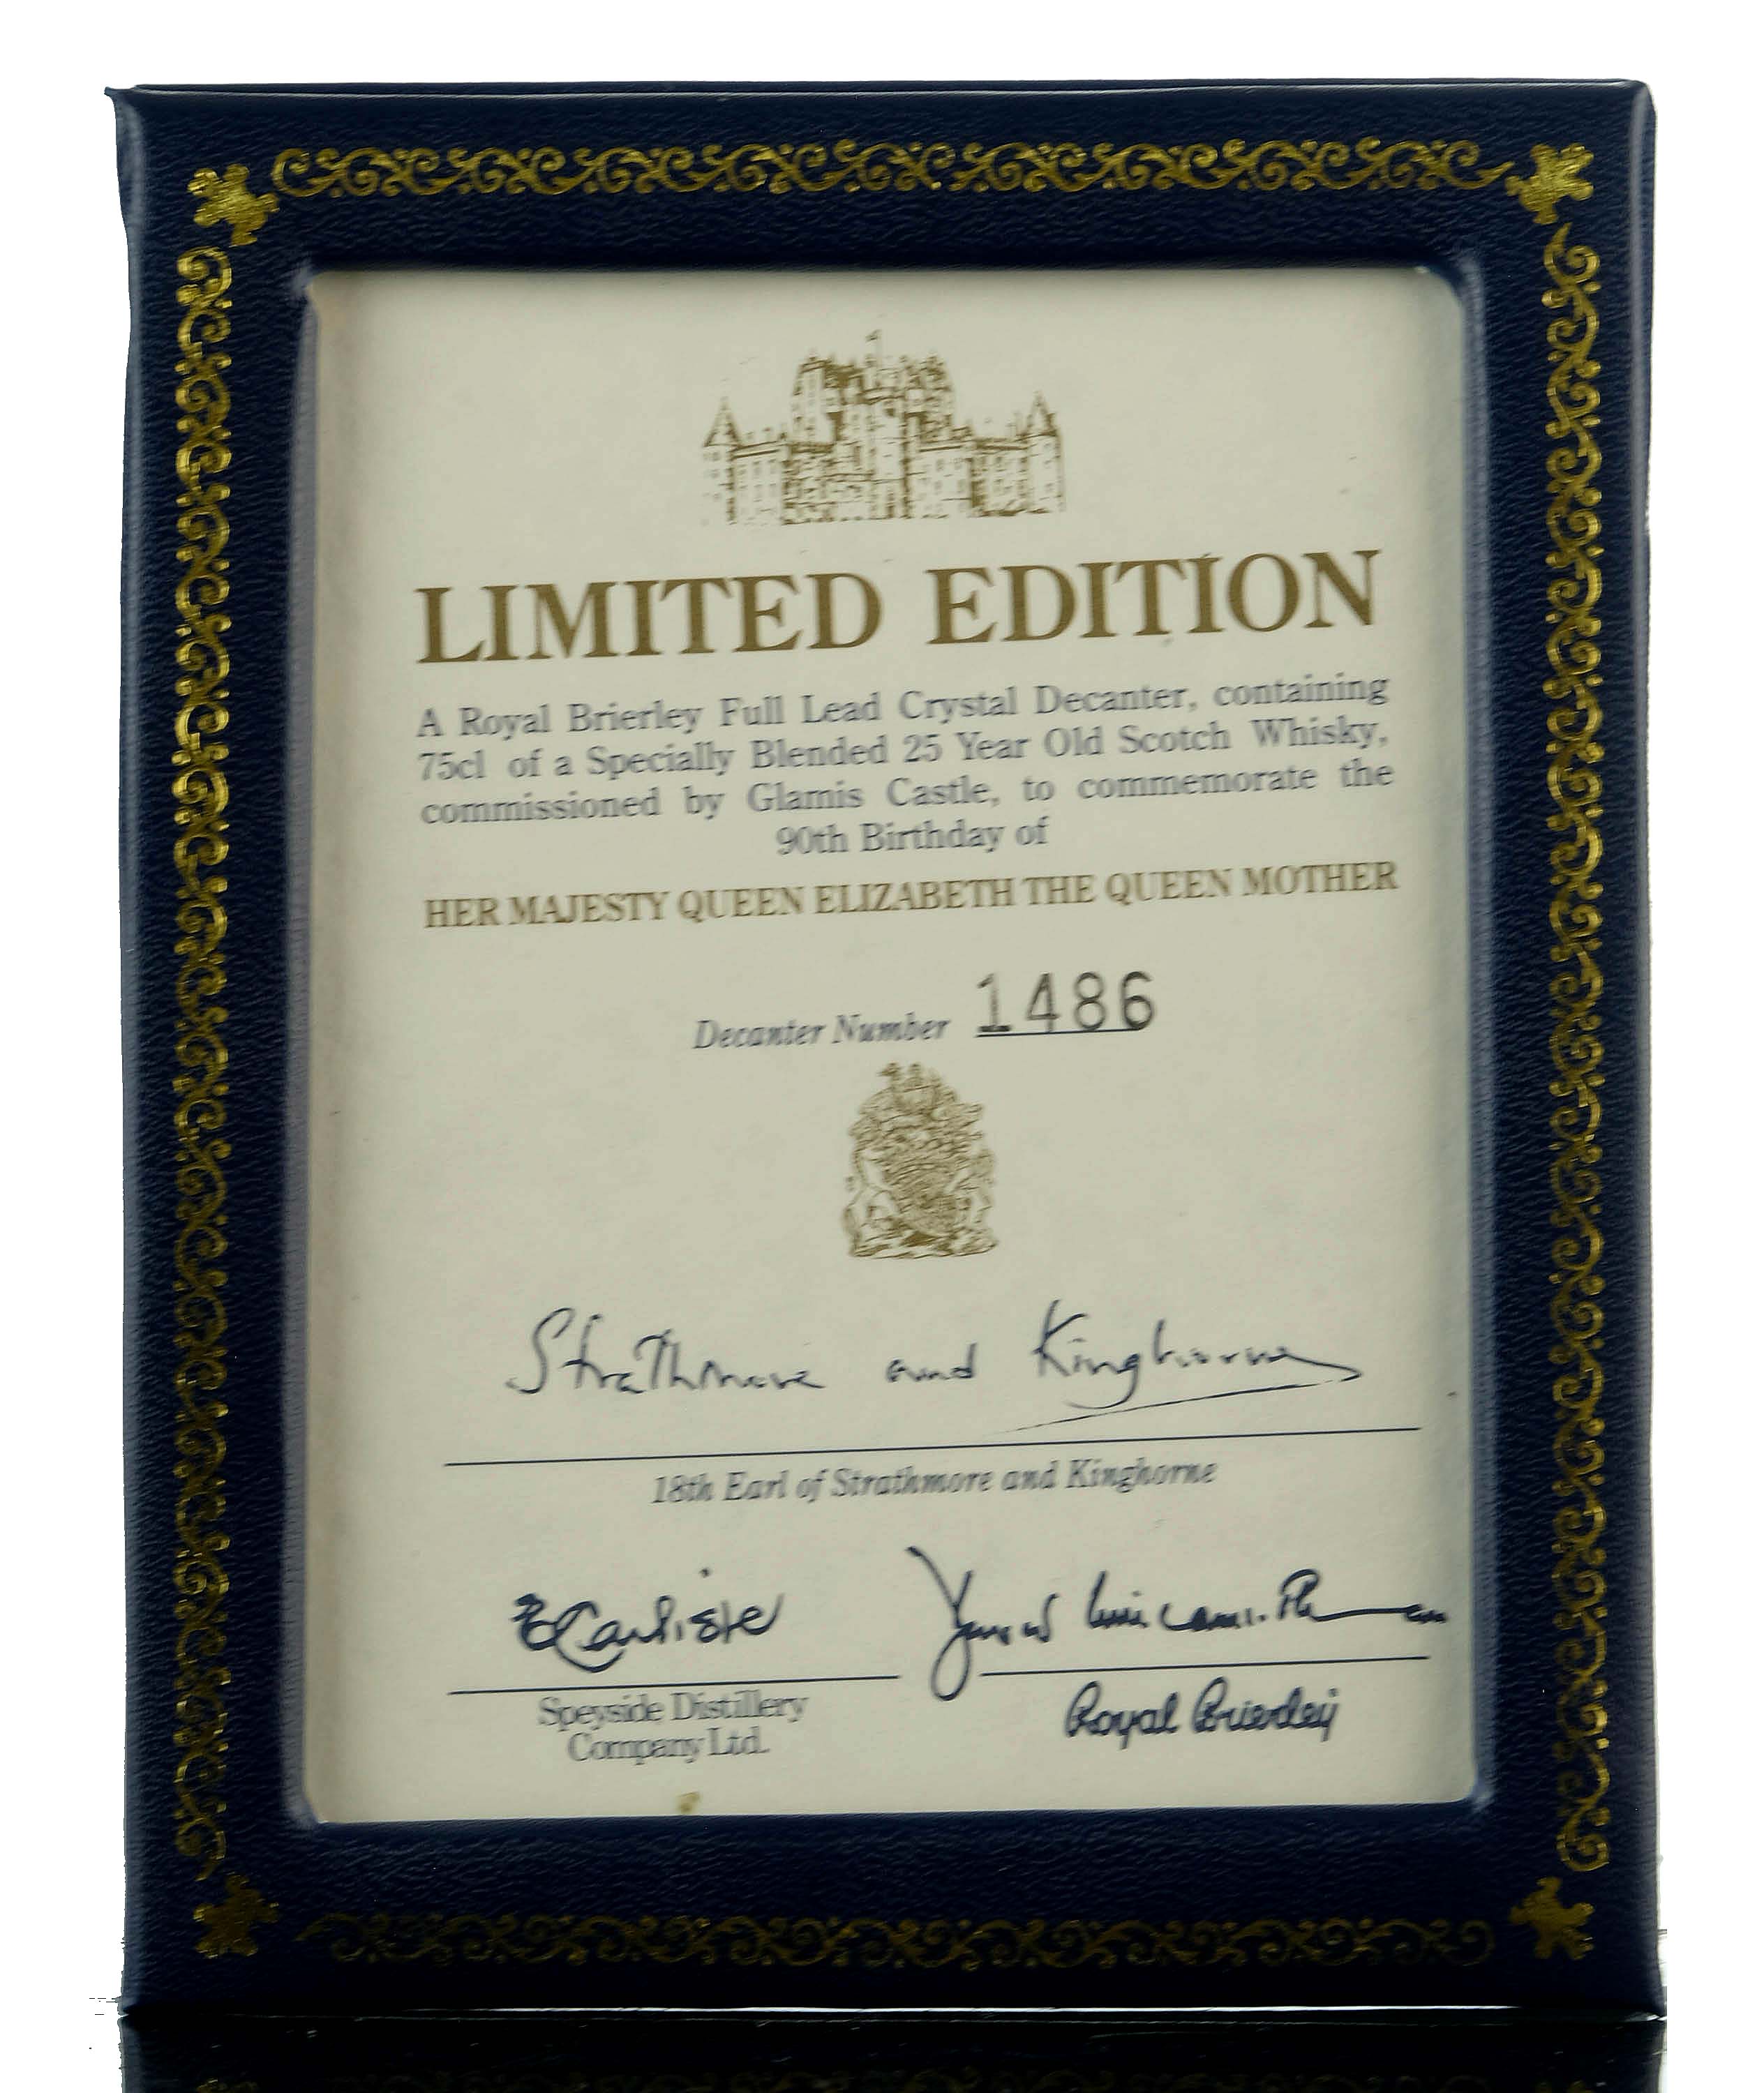 LIMITED EDITION
A Royal Brierley Full Lead Crystal Decanter, containing
75cl of a Specially Blended 25 Year Old Scotch Whisky,
commissioned by Glamis Castle, to commemorate the
90th Birthday of
HER MAJESTY QUEEN ELIZABETH THE QUEEN MOTHER
Decanter Number 1486
Strathmore and Kinghorne
18th Earl of Strathmore and Kinghorne
Carlisle
Speyside Distillery
Company Ltd.
Royal Brierley